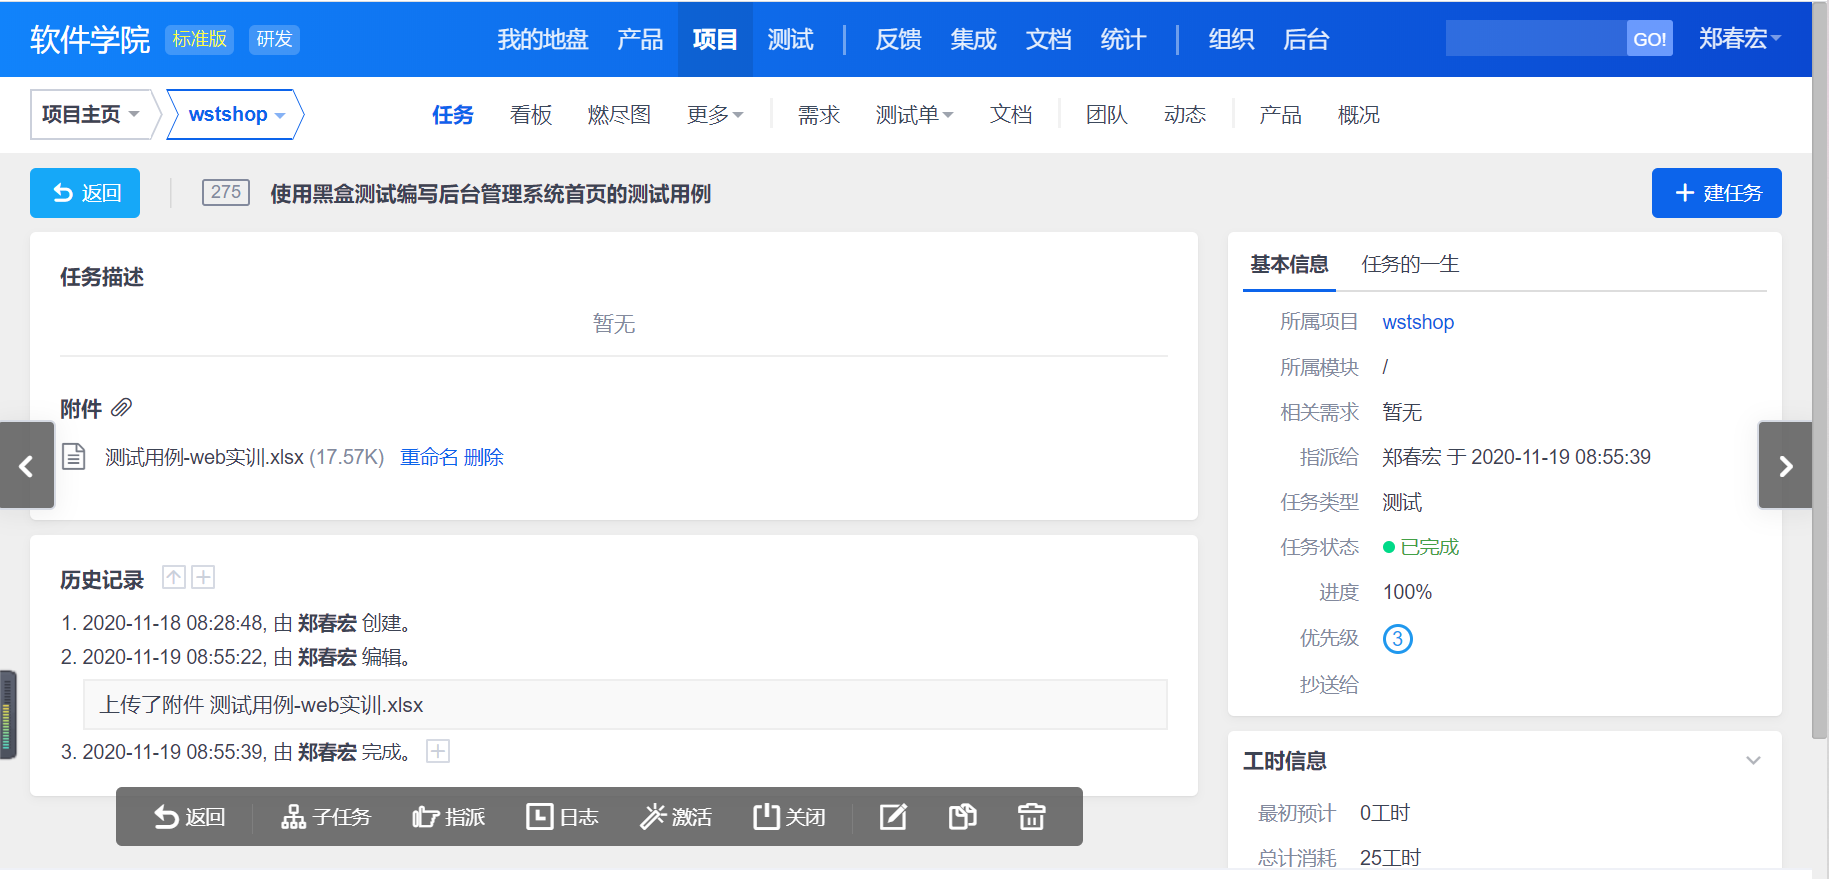 软件学院 标准版 研发 我的地盘 产品 项目 测试 反馈 集成 文档 统计 组织 后台 GO! 郑春宏
项目主页 wstshop 任务 看板 燃尽图 更多 需求 测试单 文档 团队 动态 产品 概况
返回 275 使用黑盒测试编写后台管理系统首页的测试用例 建任务
任务描述
暂无
附件
测试用例-web实训.xlsx (17.57K) 重命名 删除
历史记录
1. 2020-11-18 08:28:48, 由 郑春宏 创建。
2. 2020-11-19 08:55:22, 由 郑春宏 编辑。
上传了附件 测试用例-web实训.xlsx
3. 2020-11-19 08:55:39, 由 郑春宏 完成。
返回 子任务 指派 日志 激活 关闭
基本信息 任务的一生
所属项目 wstshop
所属模块 /
相关需求 暂无
指派给 郑春宏 于 2020-11-19 08:55:39
任务类型 测试
任务状态 已完成
进度 100%
优先级 3
抄送给
工时信息
最初预计 0工时
总计消耗 25工时